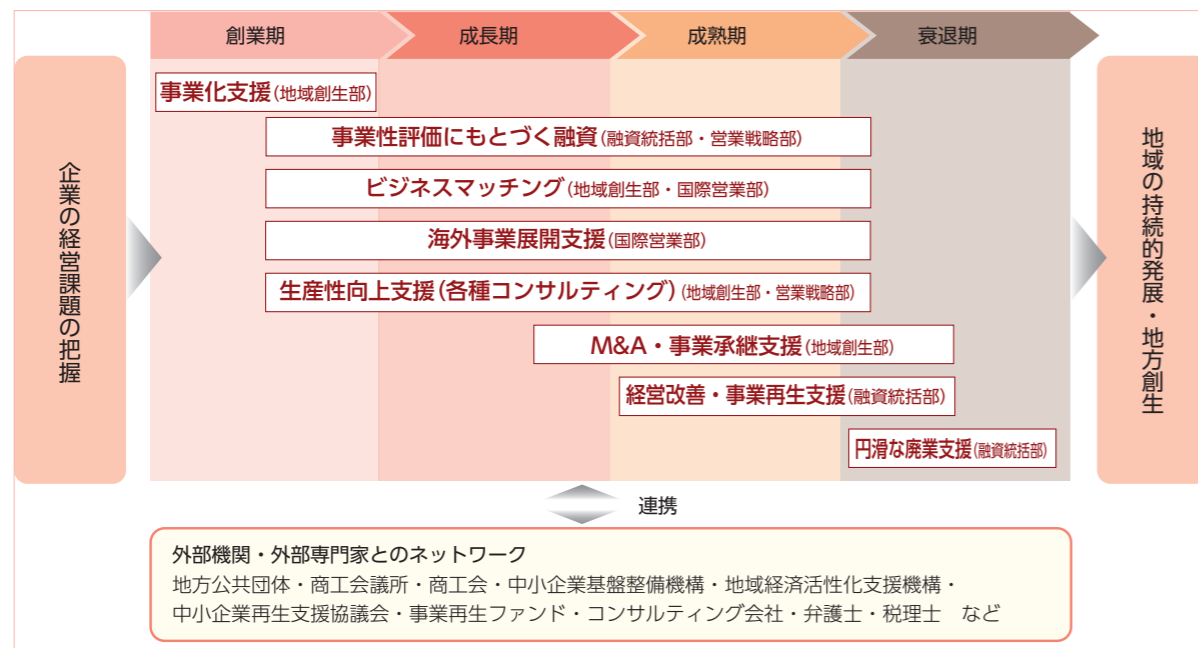 創業期
成長期
成熟期
衰退期
企業の経営課題の把握
事業化支援(地域創生部)
事業性評価にもとづく融資(融資統括部・営業戦略部)
ビジネスマッチング(地域創生部・国際営業部)
海外事業展開支援(国際営業部)
生産性向上支援(各種コンサルティング)(地域創生部・営業戦略部)
M&A・事業承継支援(地域創生部)
経営改善・事業再生支援(融資統括部)
円滑な廃業支援(融資統括部)
地域の持続的発展・地方創生
連携
外部機関・外部専門家とのネットワーク
地方公共団体・商工会議所・商工会・中小企業基盤整備機構・地域経済活性化支援機構・
中小企業再生支援協議会・事業再生ファンド・コンサルティング会社・弁護士・税理士　など